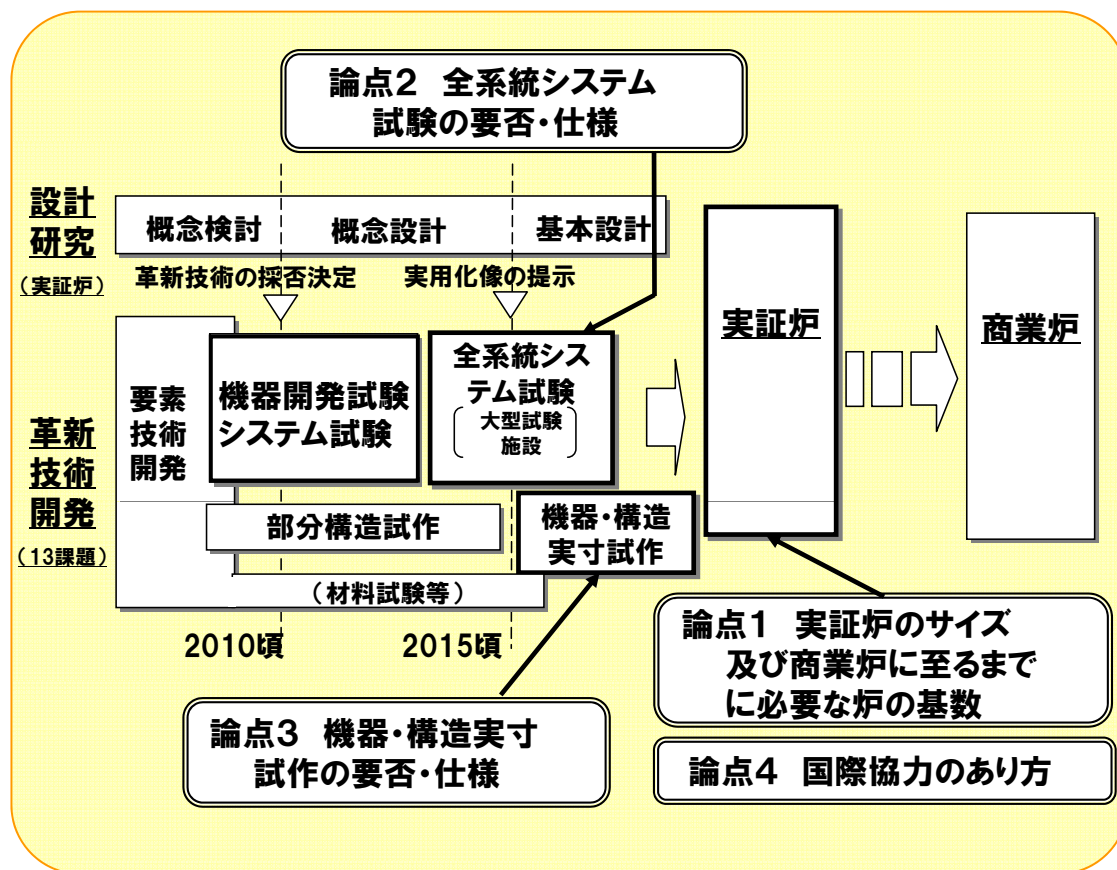 論点2 全系統システム
試験の要否・仕様
設計
研究
(実証炉)
概念検討
概念設計
基本設計
革新技術の採否決定
実用化像の提示
革新
技術
開発
(13課題)
要素
技術
開発
機器開発試験
システム試験
全系統シス
テム試験
大型試験
施設
部分構造試作
機器・構造
実寸試作
(材料試験等)
2010頃
2015頃
実証炉
商業炉
論点1 実証炉のサイズ
及び商業炉に至るまで
に必要な炉の基数
論点3 機器・構造実寸
試作の要否・仕様
論点4 国際協力のあり方